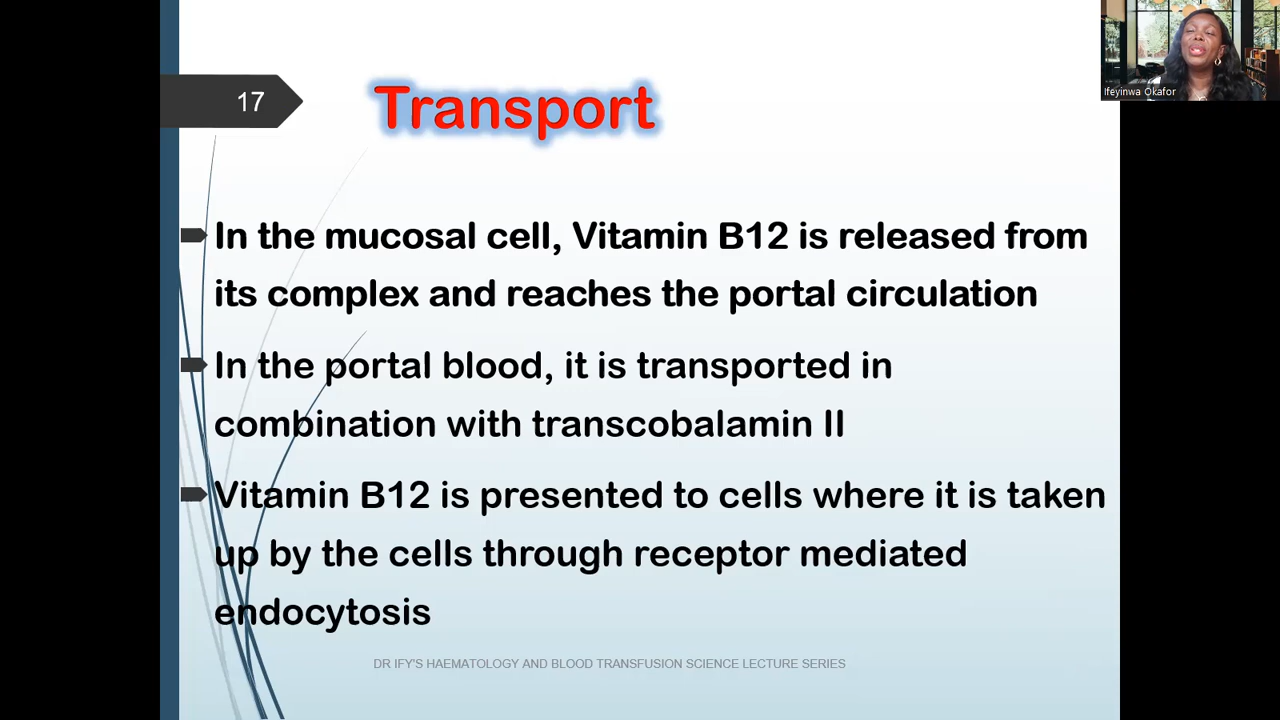 17
Transport
Ifeyinwa Okafor
In the mucosal cell, Vitamin B12 is released from
its complex and reaches the portal circulation
In the portal blood, it is transported in
combination with transcobalamin II
Vitamin B12 is presented to cells where it is taken
up by the cells through receptor mediated
endocytosis
DR IFY'S HAEMATOLOGY AND BLOOD TRANSFUSION SCIENCE LECTURE SERIES